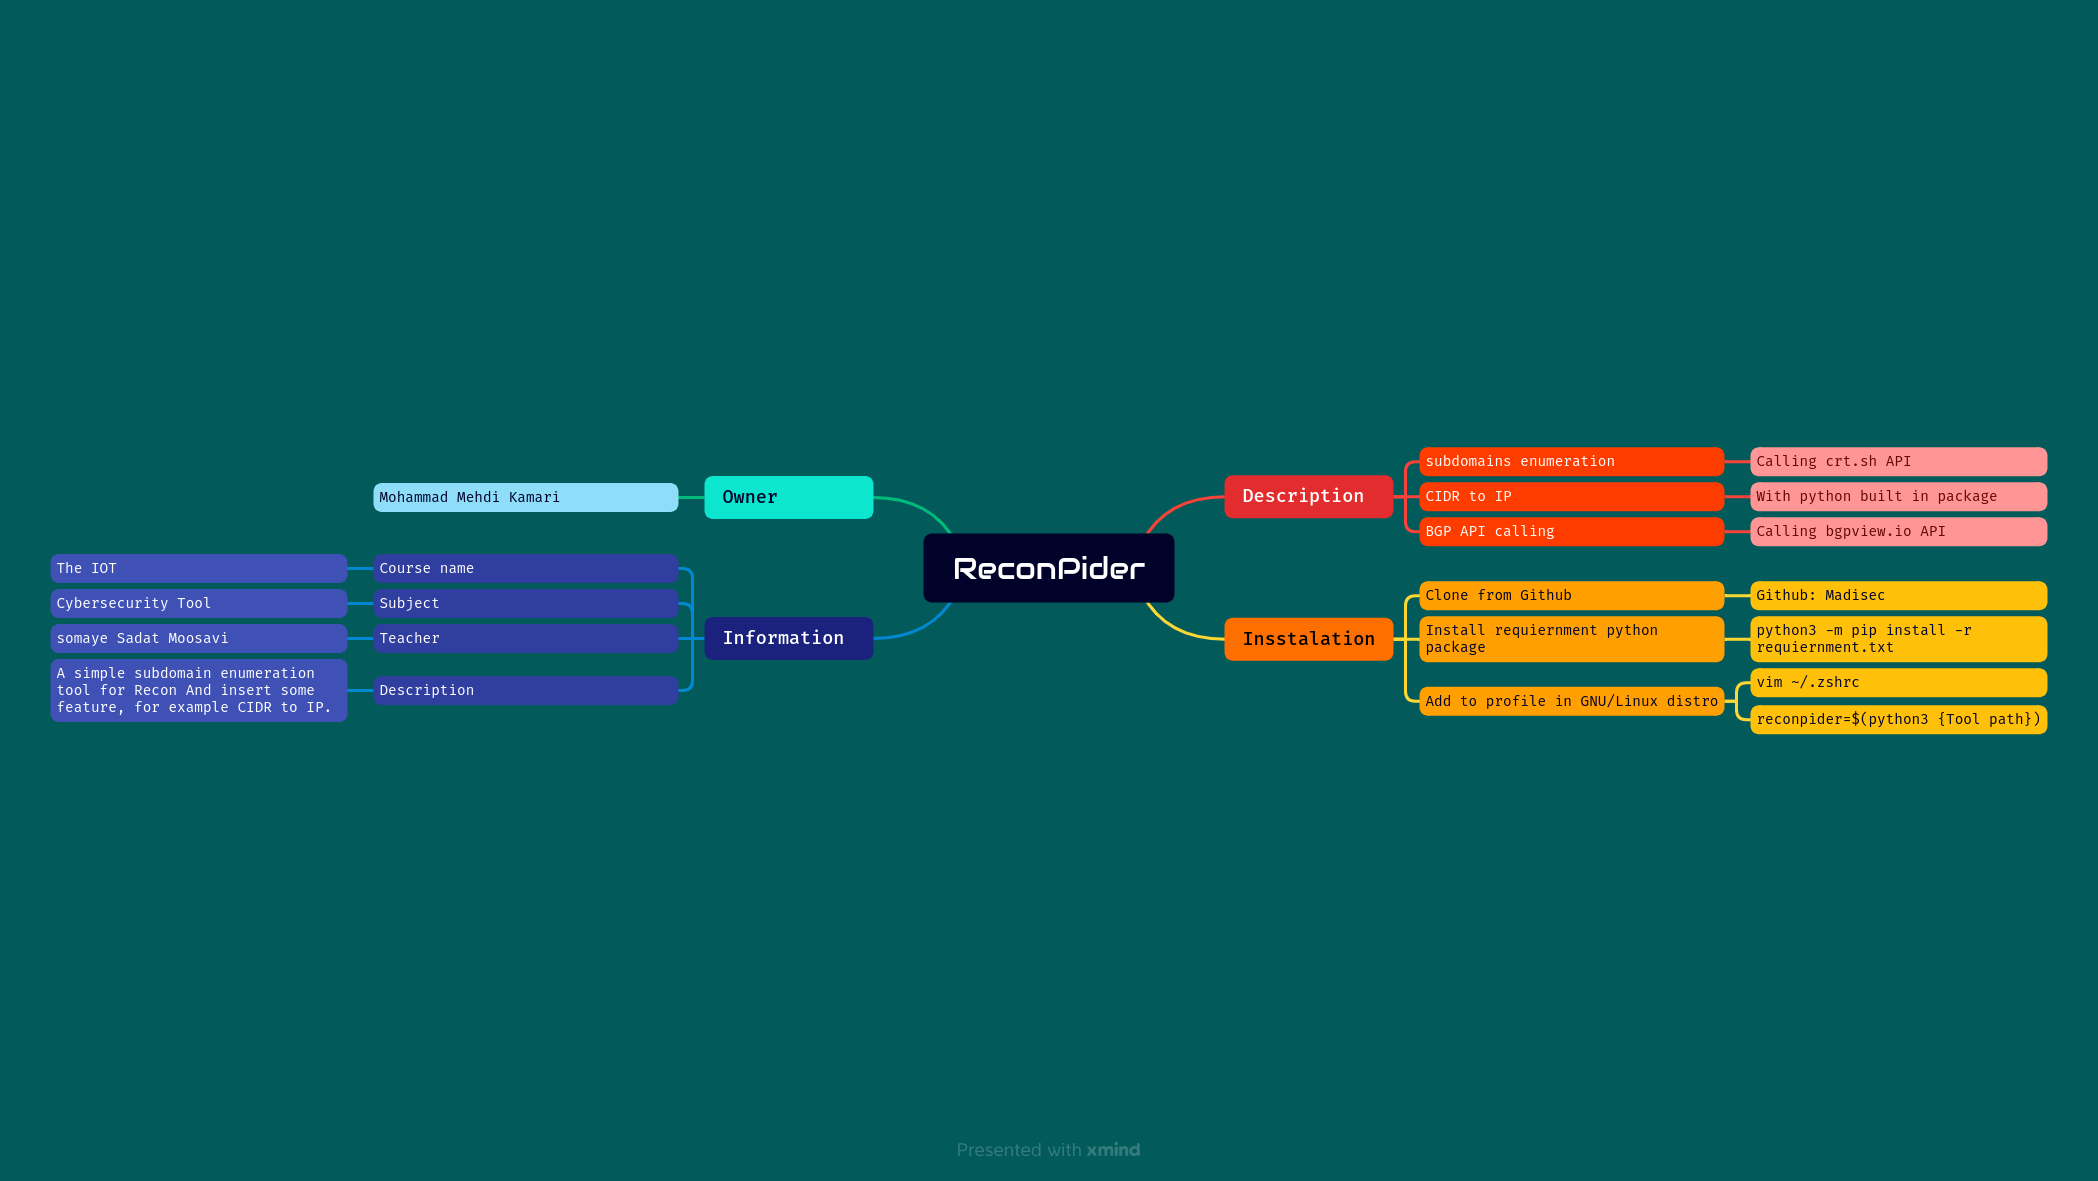 ReconPider
Owner
Mohammad Mehdi Kamari
Information
Course name
The IOT
Subject
Cybersecurity Tool
Teacher
somaye Sadat Moosavi
Description
A simple subdomain enumeration
tool for Recon And insert some
feature, for example CIDR to IP.
Description
subdomains enumeration
Calling crt.sh API
CIDR to IP
With python built in package
BGP API calling
Calling bgpview.io API
Insstalation
Clone from Github
Github: Madisec
Install requiernment python
package
python3 -m pip install -r
requiernment.txt
Add to profile in GNU/Linux distro
vim ~/.zshrc
reconpider=$(python3 {Tool path})
Presented with xmind